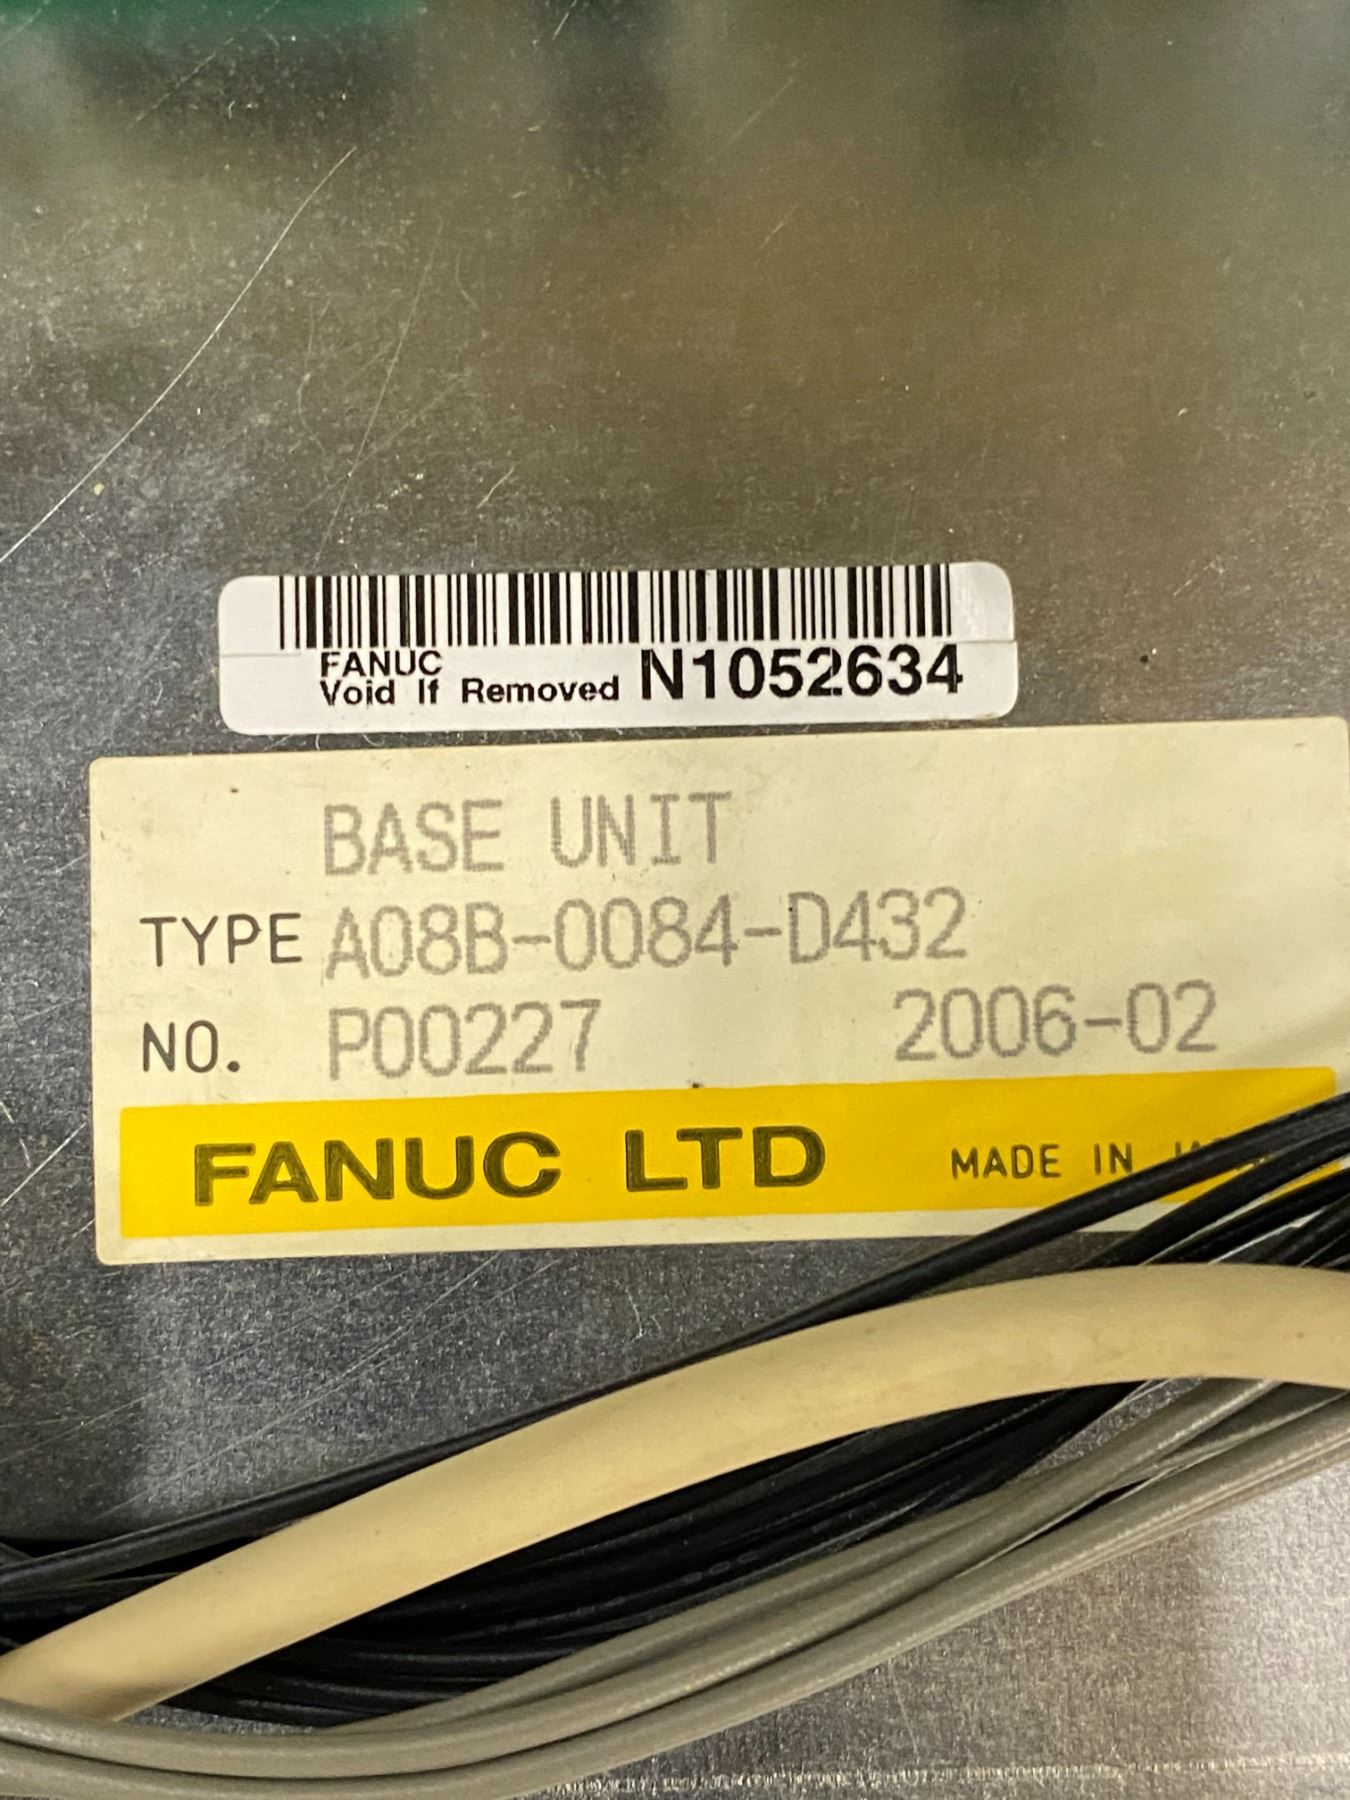 FANUC
Void If Removed N1052634
BASE UNIT
TYPE A08B-0084-D432
NO. P00227 2006-02
FANUC LTD MADE IN